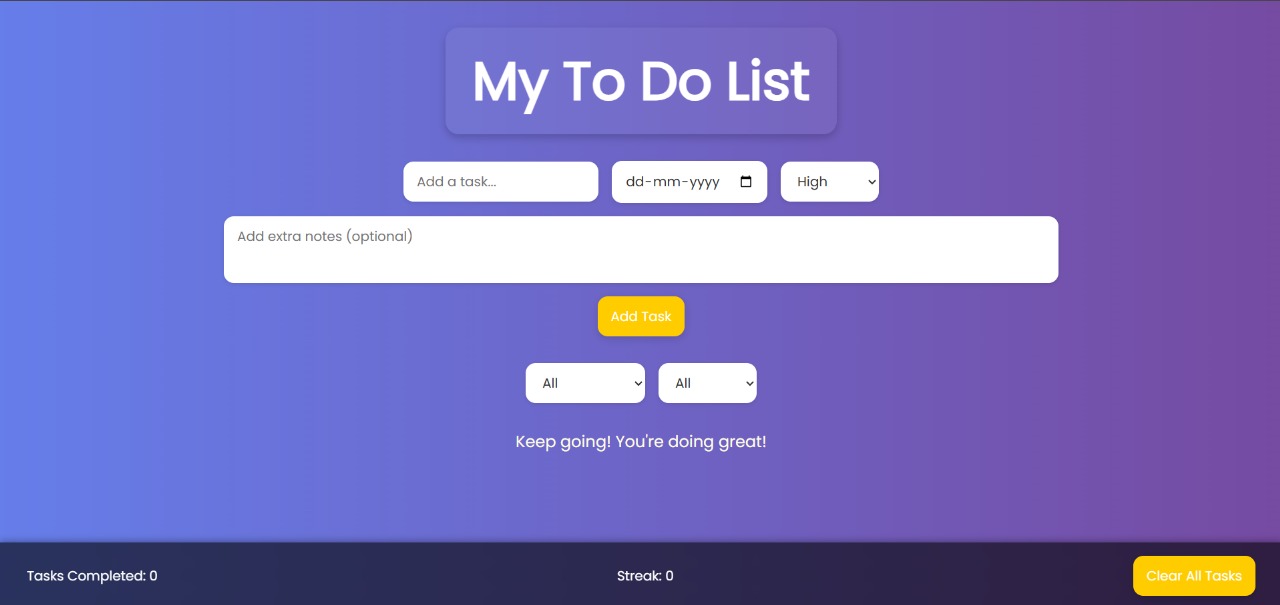 My To Do List
Add a task... dd-mm-yyyy High
Add extra notes (optional)
Add Task
All All
Keep going! You're doing great!
Tasks Completed: 0 Streak: 0 Clear All Tasks